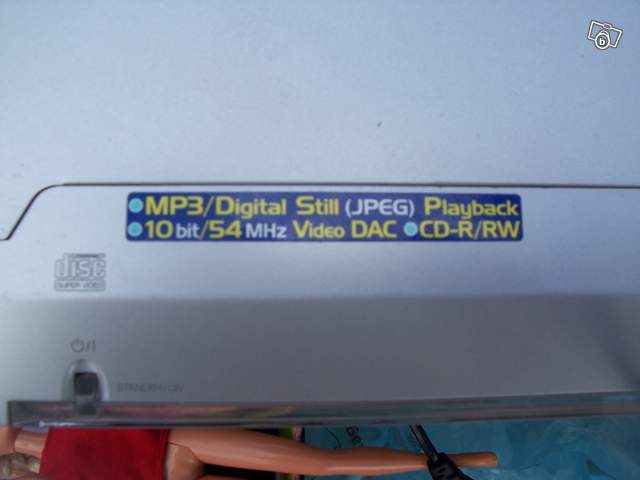 MP3/Digital Still (JPEG) Playback
10 bit/54 MHz Video DAC CD-R/RW
disc
SUPER VIDEO
STANDBY/ON